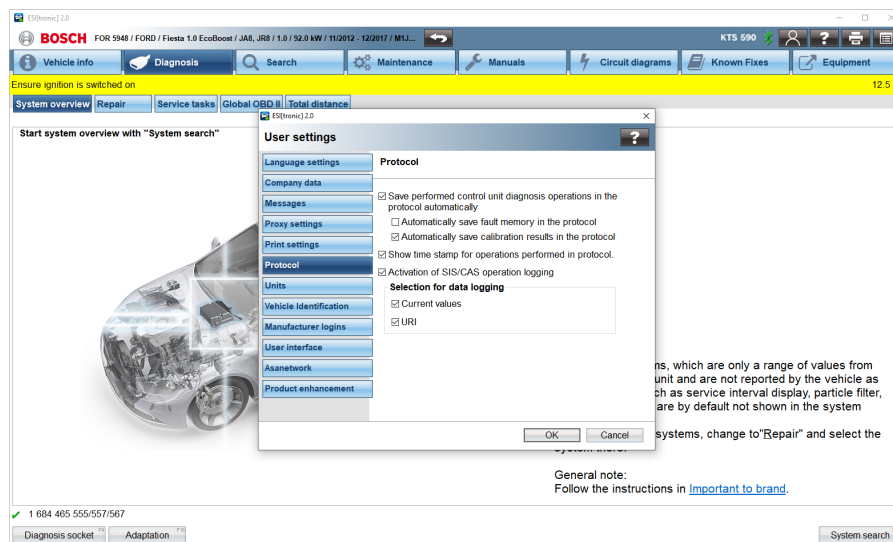 ESI[tronic] 2.0
BOSCH FOR 5948 / FORD / Fiesta 1.0 EcoBoost / JA8, JR8 / 1.0 / 92.0 kW / 11/2012 - 12/2017 / M1J... KTS 590 ?
Vehicle info Diagnosis Search Maintenance Manuals Circuit diagrams Known Fixes Equipment
Ensure ignition is switched on 12.5
System overview Repair Service tasks Global OBD II Total distance
Start system overview with "System search"
ESI[tronic] 2.0
User settings ?
Language settings
Company data
Messages
Proxy settings
Print settings
Protocol
Units
Vehicle Identification
Manufacturer logins
User interface
Asanetwork
Product enhancement
Protocol
Save performed control unit diagnosis operations in the
protocol automatically
Automatically save fault memory in the protocol
Automatically save calibration results in the protocol
Show time stamp for operations performed in protocol.
Activation of SIS/CAS operation logging
Selection for data logging
Current values
URI
OK Cancel
ms, which are only a range of values from
unit and are not reported by the vehicle as
ch as service interval display, particle filter,
are by default not shown in the system
systems, change to"Repair" and select the
system there.
General note:
Follow the instructions in Important to brand.
1 684 465 555/557/567
Diagnosis socket F9 Adaptation F10 System search